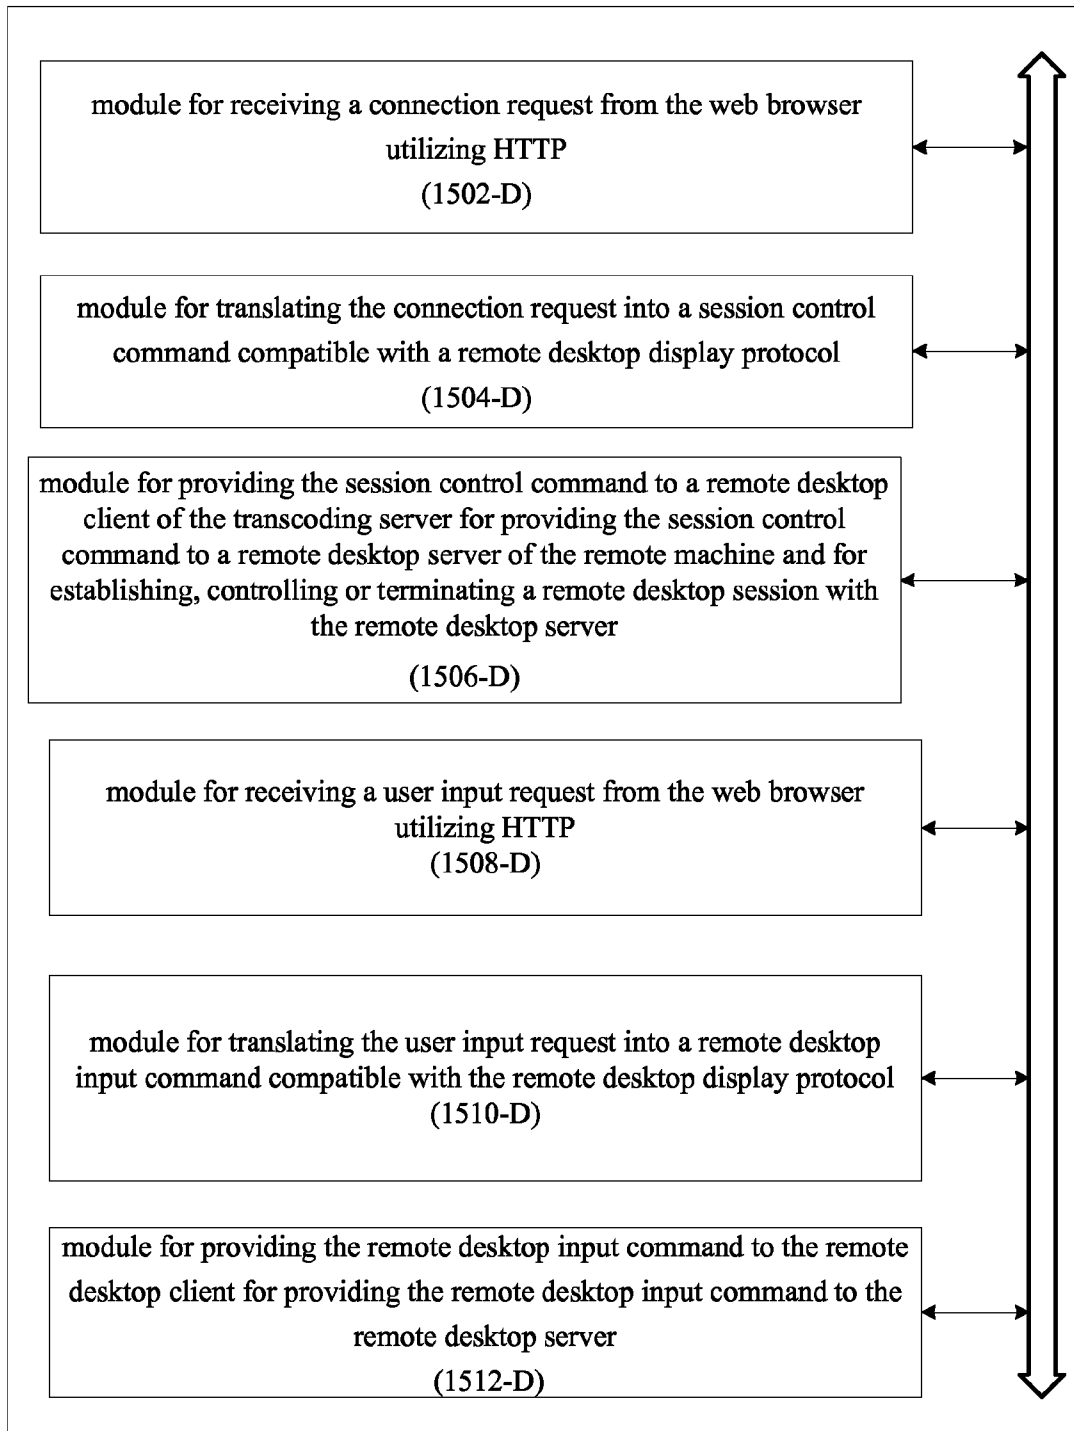 module for receiving a connection request from the web browser
utilizing HTTP
(1502-D)
module for translating the connection request into a session control
command compatible with a remote desktop display protocol
(1504-D)
module for providing the session control command to a remote desktop
client of the transcoding server for providing the session control
command to a remote desktop server of the remote machine and for
establishing, controlling or terminating a remote desktop session with
the remote desktop server
(1506-D)
module for receiving a user input request from the web browser
utilizing HTTP
(1508-D)
module for translating the user input request into a remote desktop
input command compatible with the remote desktop display protocol
(1510-D)
module for providing the remote desktop input command to the remote
desktop client for providing the remote desktop input command to the
remote desktop server
(1512-D)